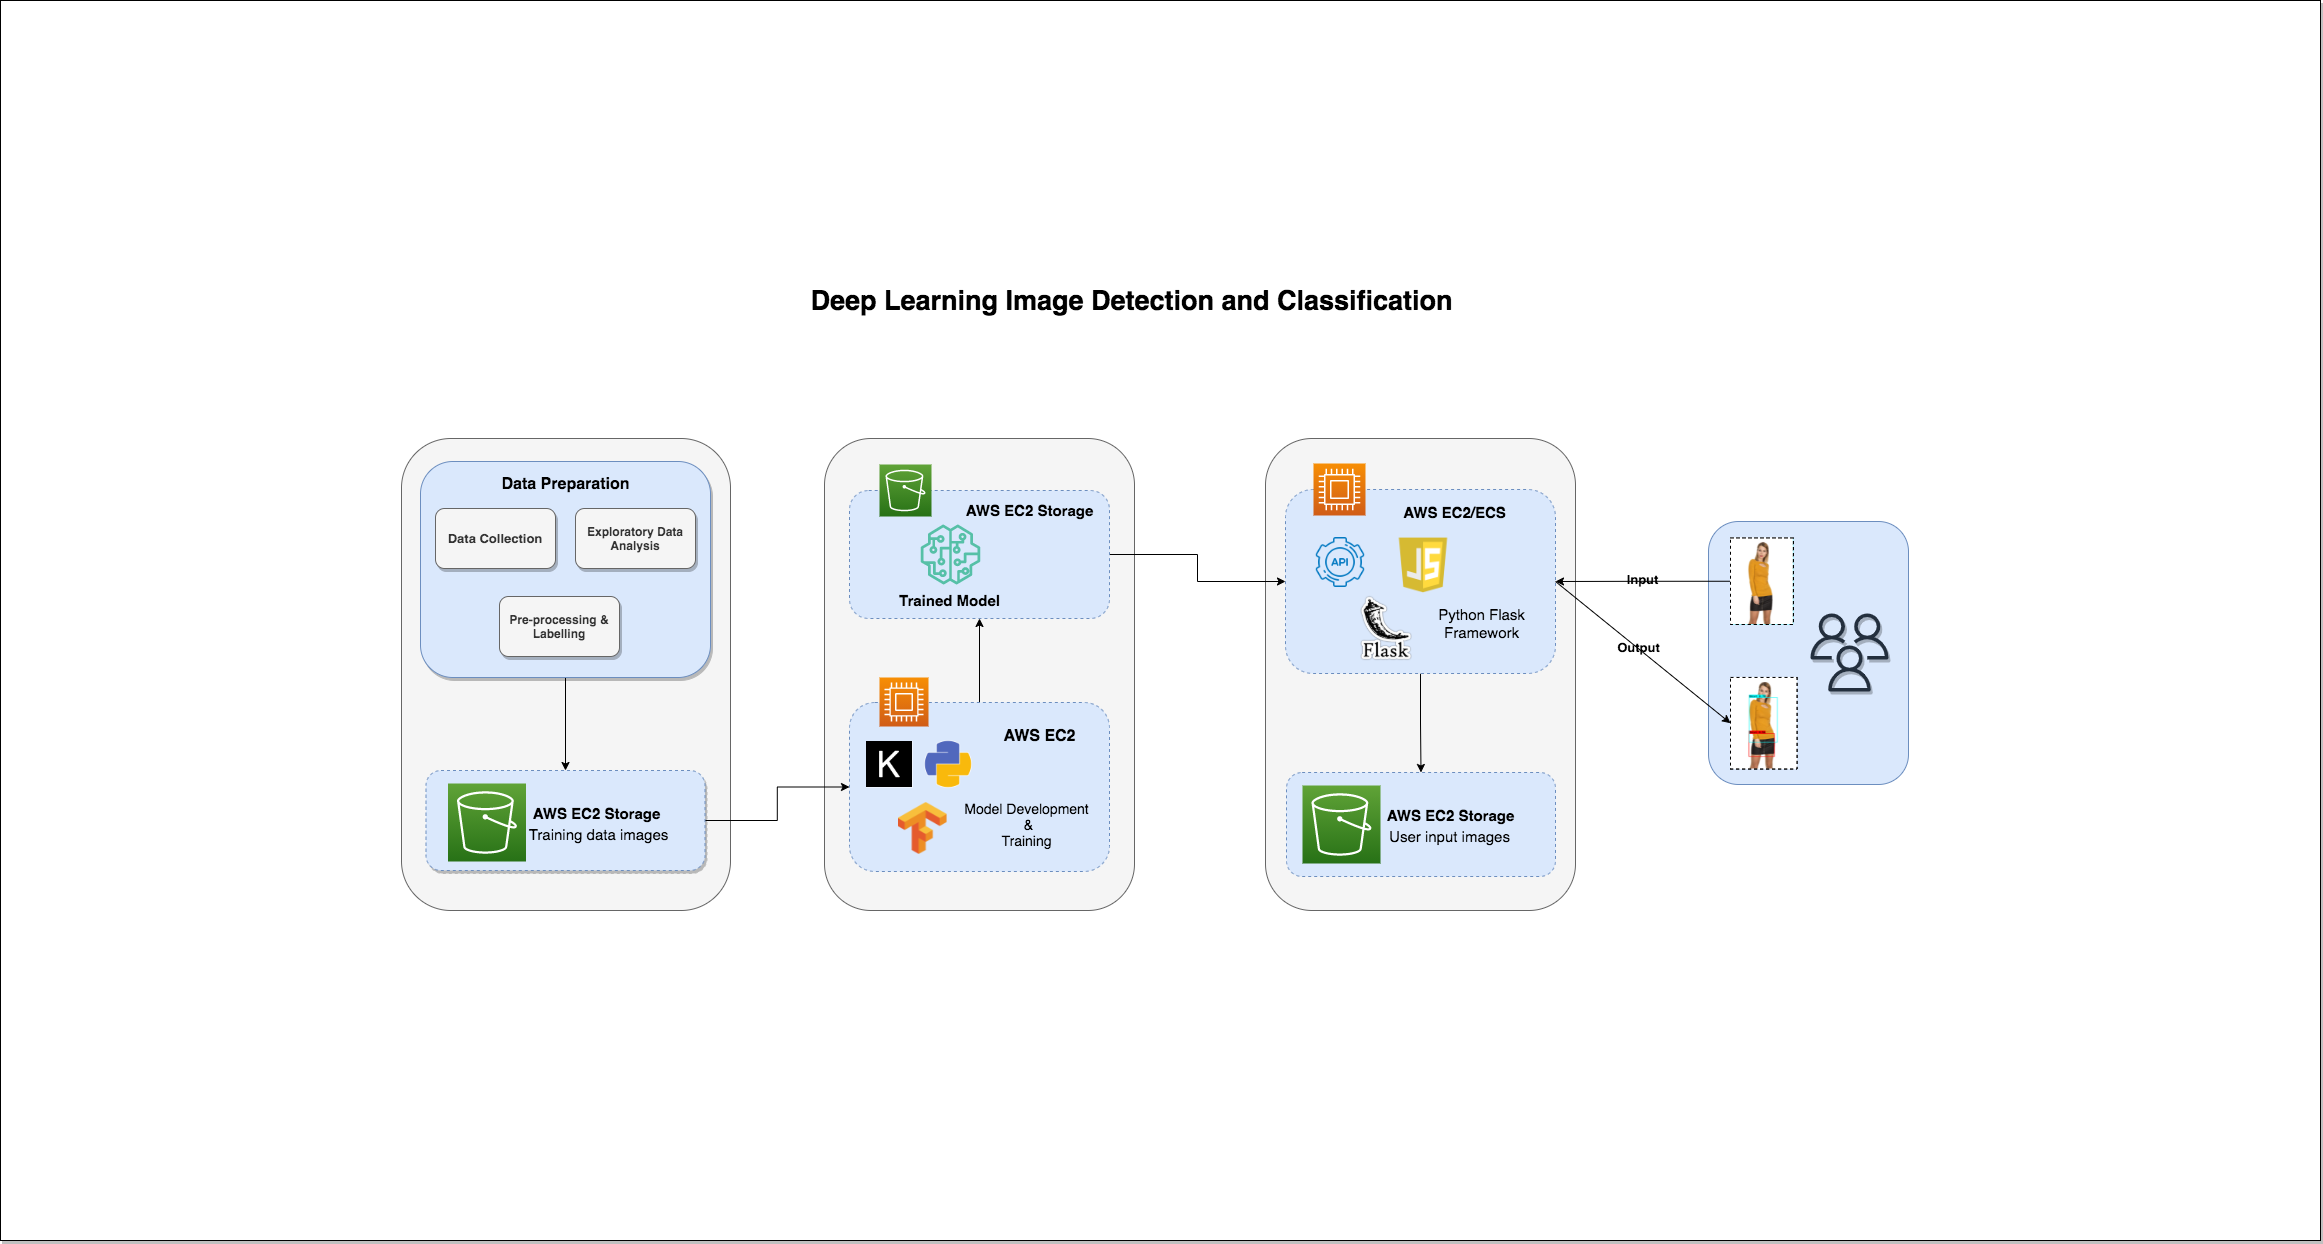 Deep Learning Image Detection and Classification
Data Preparation
Data Collection
Exploratory Data
Analysis
Pre-processing &
Labelling
AWS EC2 Storage
Training data images
AWS EC2 Storage
Trained Model
AWS EC2
K
Model Development
&
Training
AWS EC2/ECS
API
JS
Flask
Python Flask
Framework
AWS EC2 Storage
User input images
Input
Output